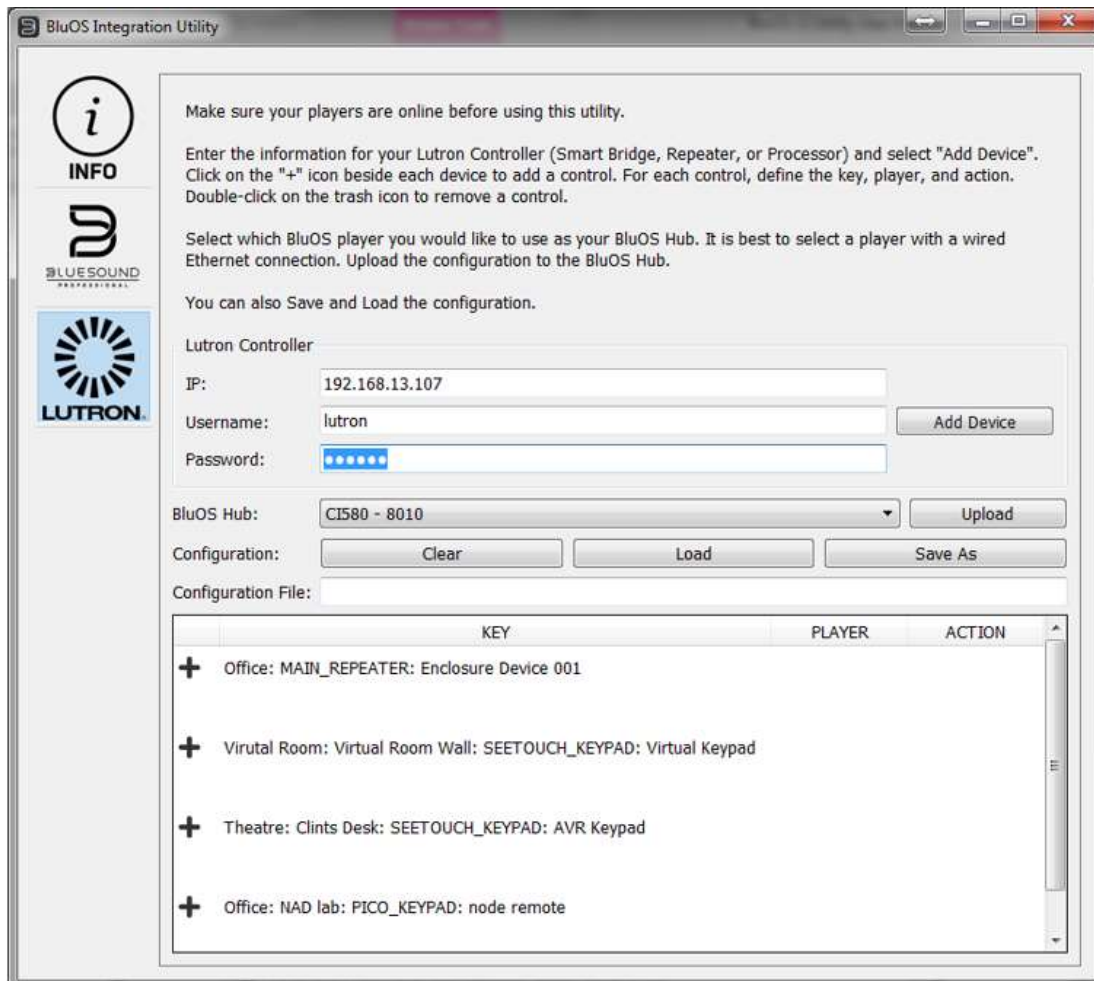 BluOS Integration Utility
INFO
BLUESOUND
PROFESSIONAL
LUTRON.
Make sure your players are online before using this utility.
Enter the information for your Lutron Controller (Smart Bridge, Repeater, or Processor) and select "Add Device".
Click on the "+" icon beside each device to add a control. For each control, define the key, player, and action.
Double-click on the trash icon to remove a control.
Select which BluOS player you would like to use as your BluOS Hub. It is best to select a player with a wired
Ethernet connection. Upload the configuration to the BluOS Hub.
You can also Save and Load the configuration.
Lutron Controller
IP: 192.168.13.107
Username: lutron Add Device
Password: ●●●●●●
BluOS Hub: CI580 - 8010 Upload
Configuration: Clear Load Save As
Configuration File:
KEY PLAYER ACTION
Office: MAIN_REPEATER: Enclosure Device 001
Virutal Room: Virtual Room Wall: SEETOUCH_KEYPAD: Virtual Keypad
Theatre: Clints Desk: SEETOUCH_KEYPAD: AVR Keypad
Office: NAD lab: PICO_KEYPAD: node remote